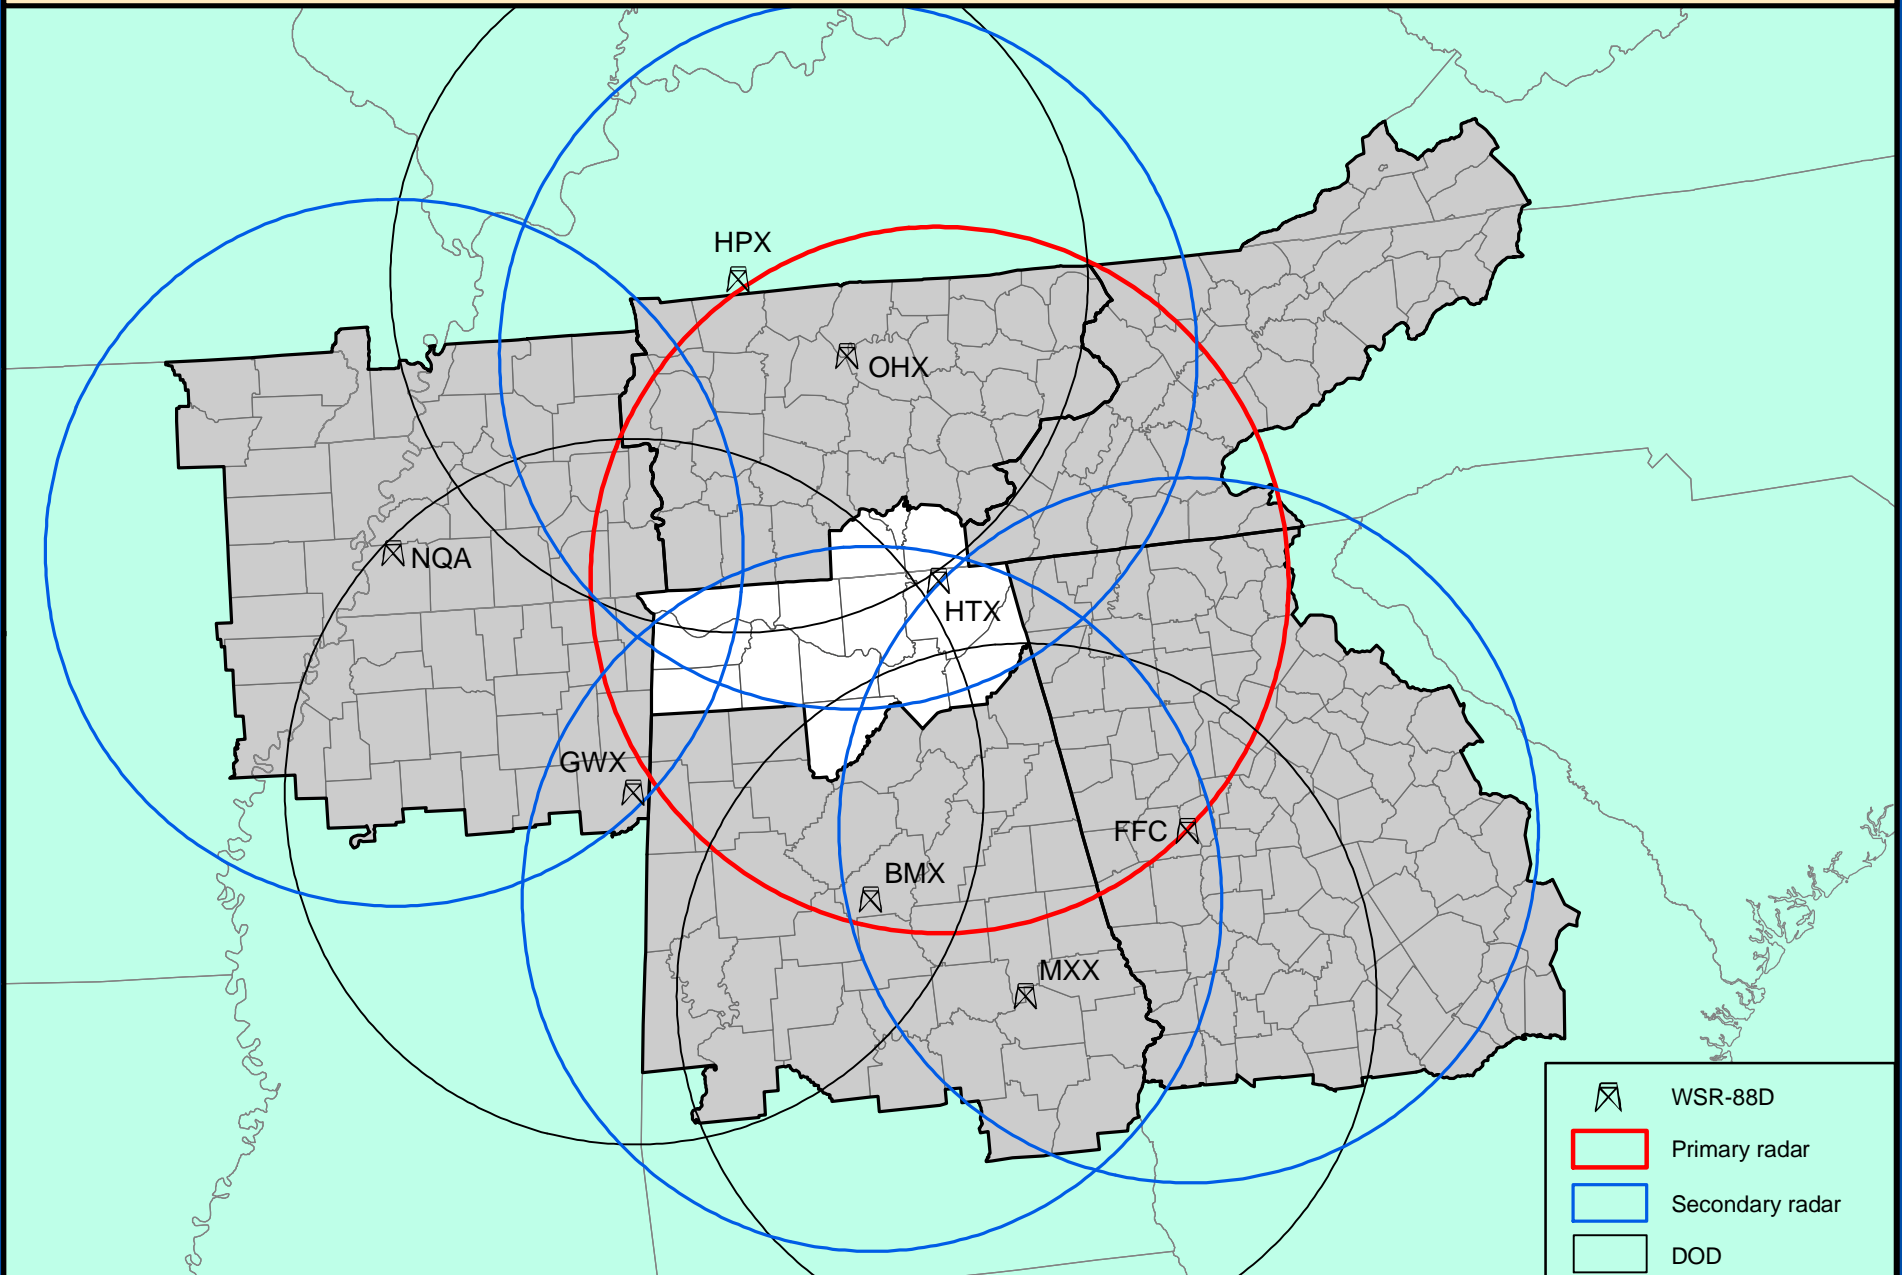 HPX
OHX
NQA
HTX
GWX
FFC
BMX
MXX
WSR-88D
Primary radar
Secondary radar
DOD